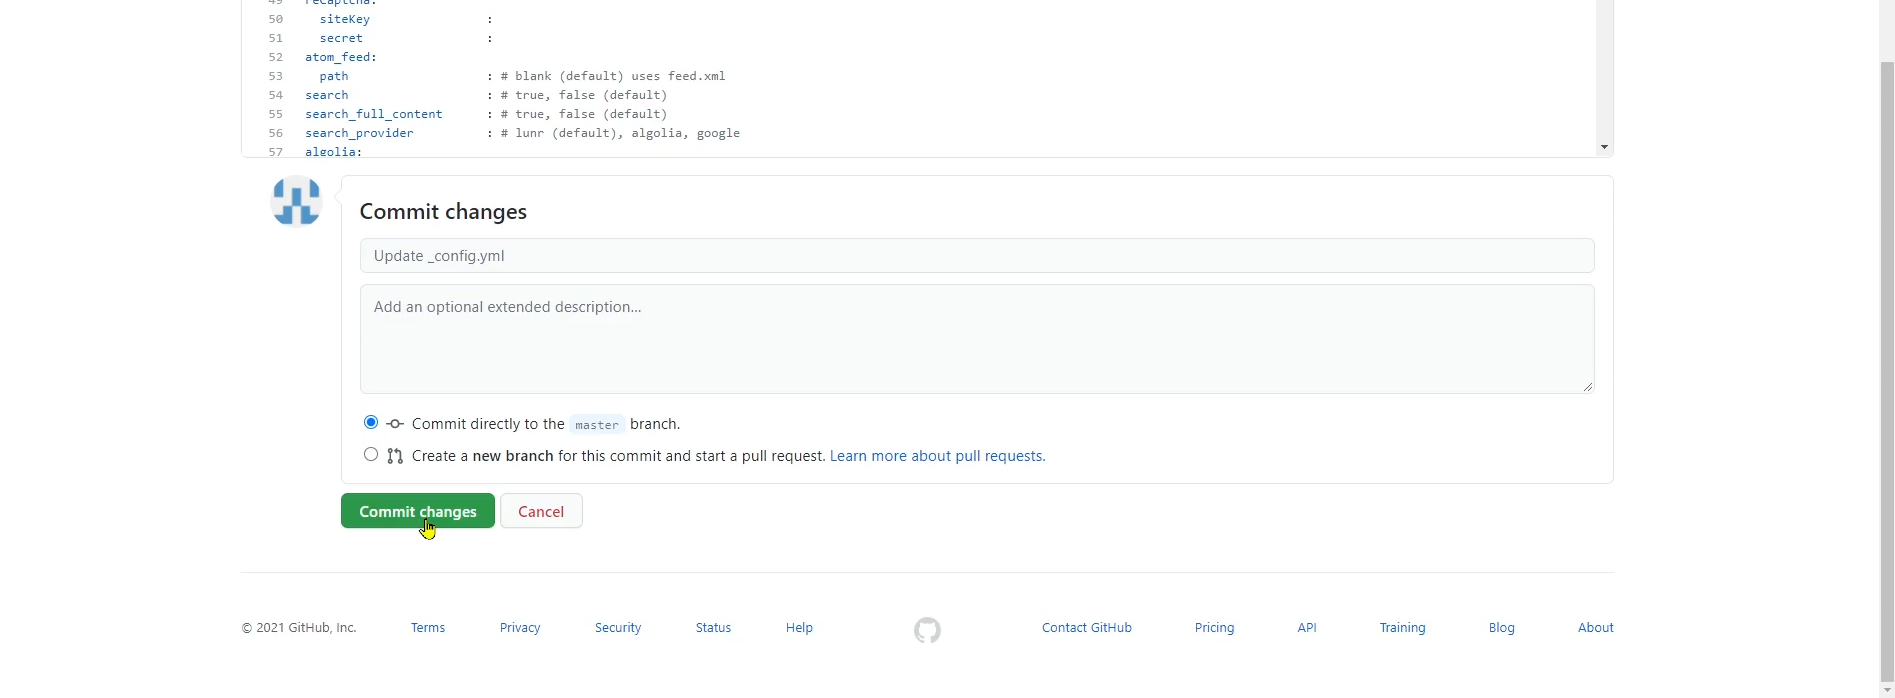 49 reCaptcha:
50 siteKey :
51 secret :
52 atom_feed:
53 path : # blank (default) uses feed.xml
54 search : # true, false (default)
55 search_full_content : # true, false (default)
56 search_provider : # lunr (default), algolia, google
57 algolia:
Commit changes
Update _config.yml
Add an optional extended description...
Commit directly to the master branch.
Create a new branch for this commit and start a pull request. Learn more about pull requests.
Commit changes Cancel
© 2021 GitHub, Inc. Terms Privacy Security Status Help Contact GitHub Pricing API Training Blog About